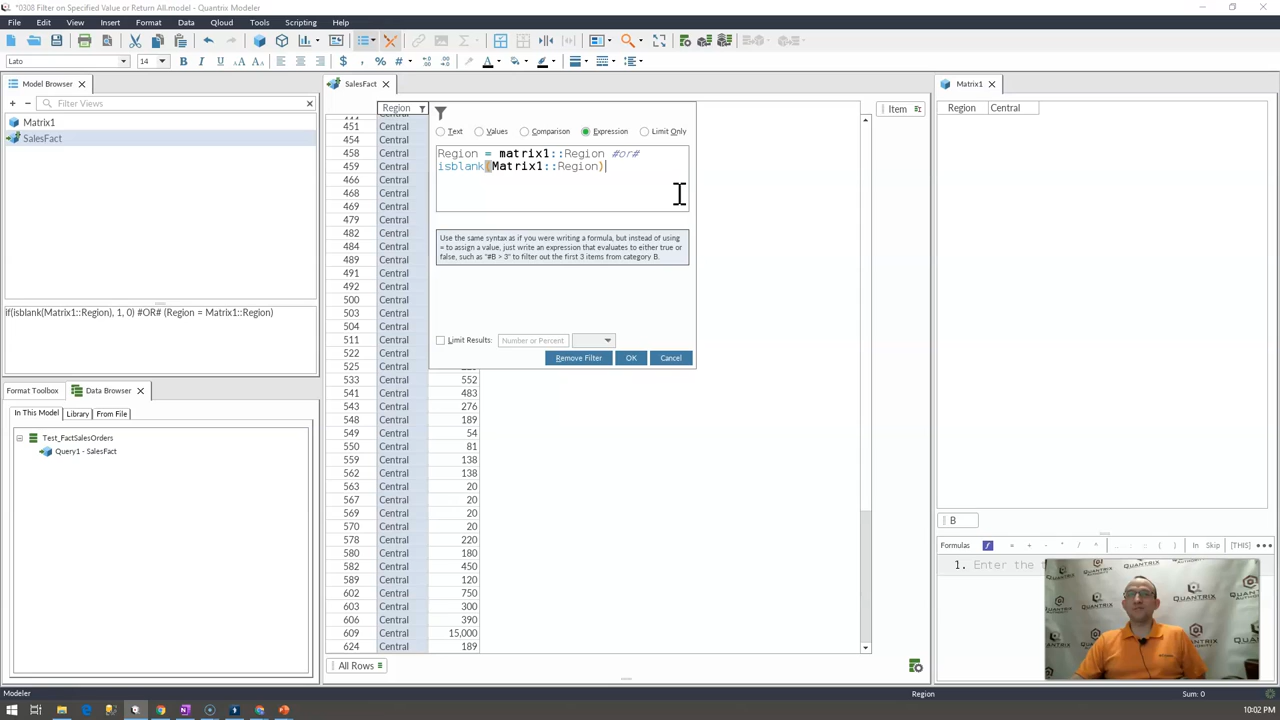 *0308 Filter on Specified Value or Return All.model - Quantrix Modeler
File Edit View Insert Format Data Qloud Tools Scripting Help
Lato 14
Model Browser
Filter Views
Matrix1
SalesFact
if(isblank(Matrix1::Region), 1, 0) #OR# (Region = Matrix1::Region)
Format Toolbox Data Browser
In This Model Library From File
Test_FactSalesOrders
Query1 - SalesFact
SalesFact
Region
Item
451 Central
454 Central
458 Central
459 Central
466 Central
468 Central
469 Central
479 Central
482 Central
484 Central
489 Central
491 Central
493 Central
500 Central
503 Central
504 Central
511 Central
522 Central
525 Central
533 Central 552
541 Central 483
543 Central 276
548 Central 189
549 Central 54
550 Central 81
559 Central 138
562 Central 138
563 Central 20
567 Central 20
569 Central 20
570 Central 20
578 Central 220
580 Central 180
582 Central 450
589 Central 120
602 Central 750
603 Central 300
606 Central 390
609 Central 15,000
624 Central 189
All Rows
Text Values Comparison Expression Limit Only
Region = matrix1::Region #or#
isblank(Matrix1::Region)
Use the same syntax as if you were writing a formula, but instead of using
= to assign a value, just write an expression that evaluates to either true or
false, such as "#B > 3" to filter out the first 3 items from category B.
Limit Results: Number or Percent
Remove Filter OK Cancel
Matrix1
Region Central
B
Formulas = + - * / ^ . : ( ) In Skip [THIS]
1. Enter the
QUANTRIX
Modeler Region Sum: 0
10:02 PM